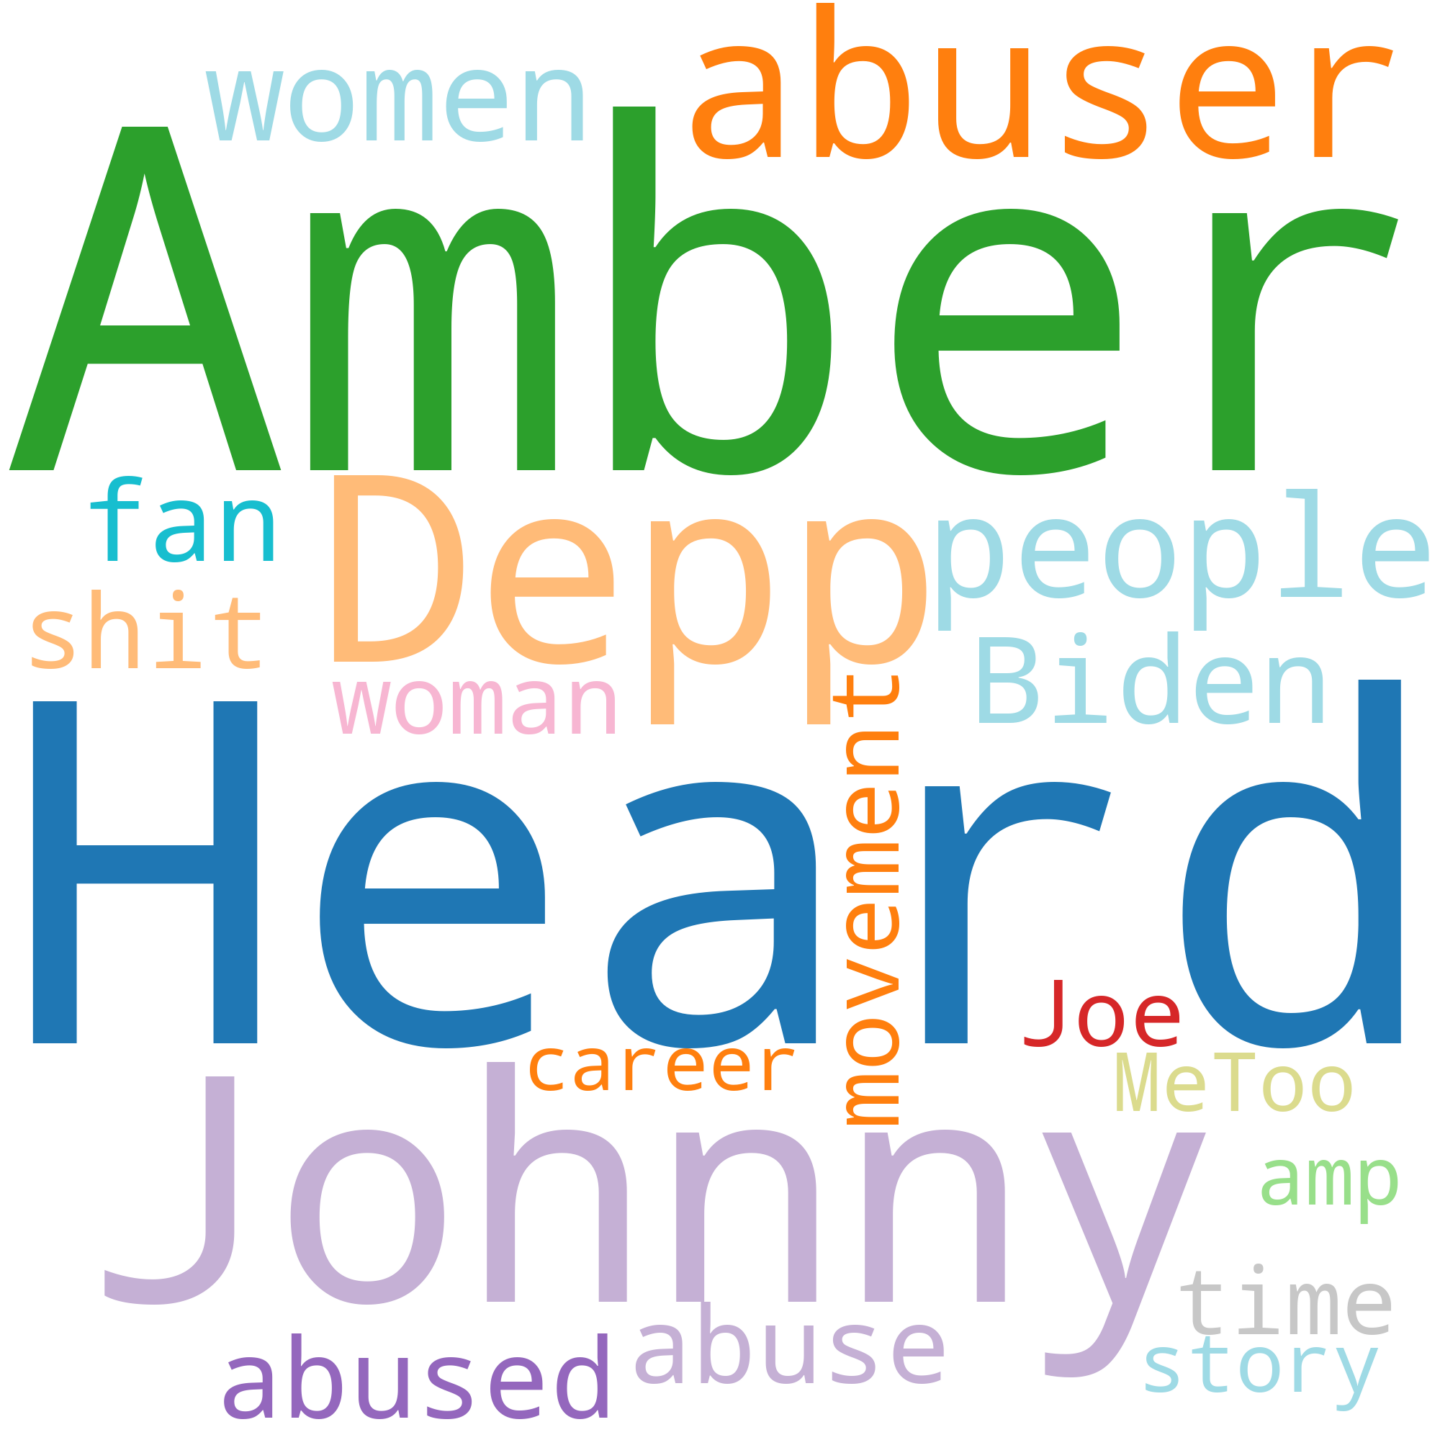 women
abuser
Amber
fan
Depp
people
shit
woman
Biden
Heard
movement
Joe
career
MeToo
Johnny
amp
time
abused
abuse
story